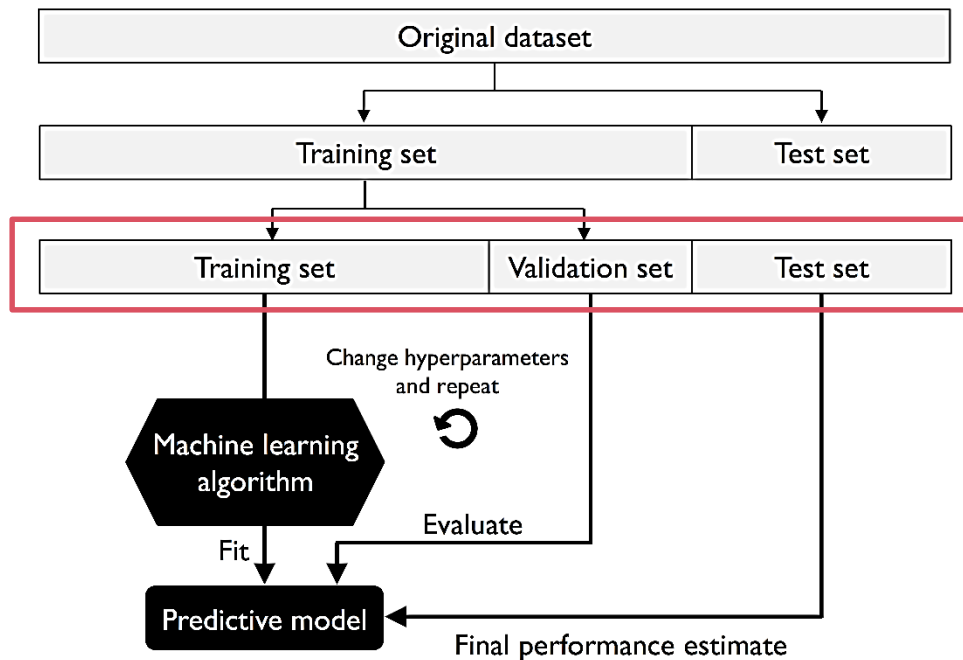 Original dataset
Training set
Test set
Training set
Validation set
Test set
Change hyperparameters
and repeat
Machine learning
algorithm
Evaluate
Fit
Predictive model
Final performance estimate